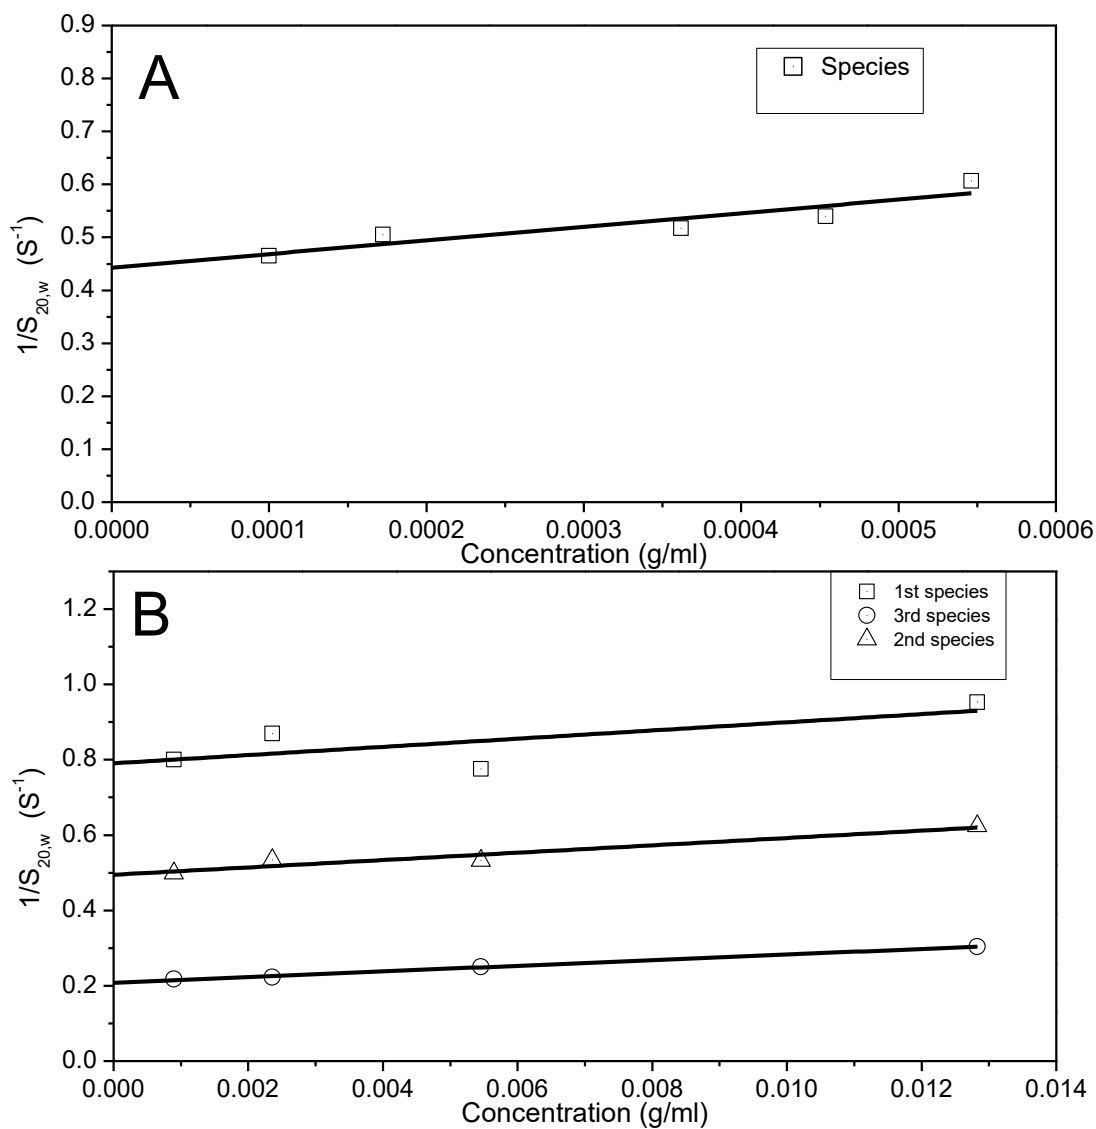 A
Species
0.9
0.8
0.7
0.6
0.5
0.4
0.3
0.2
0.1
0.0
1/S20,w (S-1)
0.0000 0.0001 0.0002 0.0003 0.0004 0.0005 0.0006
Concentration (g/ml)
B
1st species
3rd species
2nd species
1.2
1.0
0.8
0.6
0.4
0.2
0.0
1/S20,w (S-1)
0.000 0.002 0.004 0.006 0.008 0.010 0.012 0.014
Concentration (g/ml)